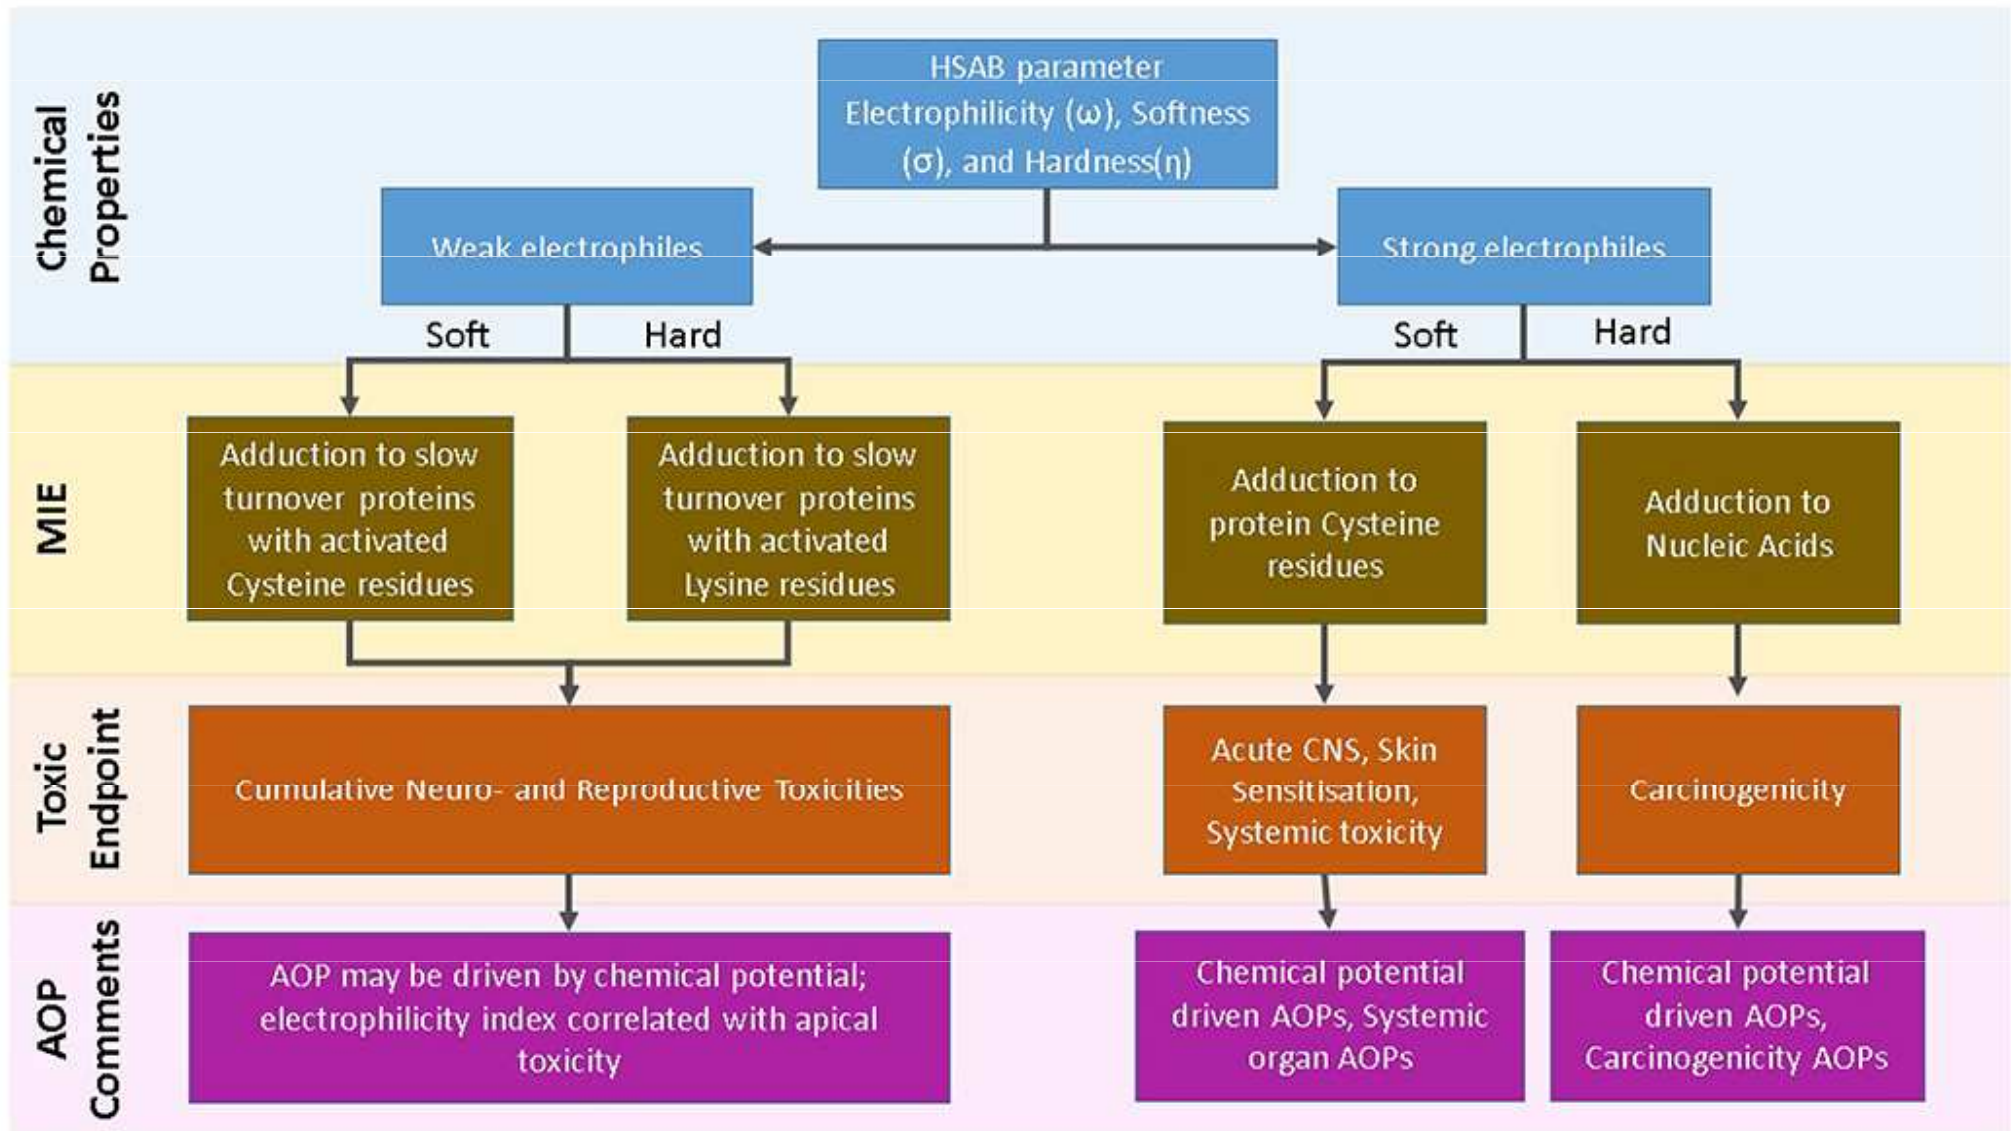 Chemical
Properties
HSAB parameter
Electrophilicity (ω), Softness
(σ), and Hardness(η)
Weak electrophiles
Strong electrophiles
Soft
Hard
Soft
Hard
MIE
Adduction to slow
turnover proteins
with activated
Cysteine residues
Adduction to slow
turnover proteins
with activated
Lysine residues
Adduction to
protein Cysteine
residues
Adduction to
Nucleic Acids
Toxic
Endpoint
Cumulative Neuro- and Reproductive Toxicities
Acute CNS, Skin
Sensitisation,
Systemic toxicity
Carcinogenicity
AOP
Comments
AOP may be driven by chemical potential;
electrophilicity index correlated with apical
toxicity
Chemical potential
driven AOPs, Systemic
organ AOPs
Chemical potential
driven AOPs,
Carcinogenicity AOPs